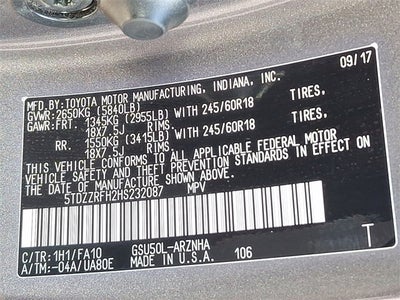 MFD. BY: TOYOTA MOTOR MANUFACTURING, INDIANA, INC.
GVWR: 2650KG (5840LB) 09/17
GAWR: FRT. 1345KG (2955LB) WITH 245/60R18 TIRES,
18X7.5J RIMS
RR. 1550KG (3415LB) WITH 245/60R18 TIRES,
18X7.5J RIMS
THIS VEHICLE CONFORMS TO ALL APPLICABLE FEDERAL MOTOR
VEHICLE SAFETY, BUMPER, AND THEFT PREVENTION STANDARDS IN EFFECT ON
THE DATE OF MANUFACTURE SHOWN ABOVE.
5TDZZRFH2HS232087 MPV
C/TR: 1H1/FA10 GSU50L-ARZNHA T
A/TM: -04A/UA80E 106